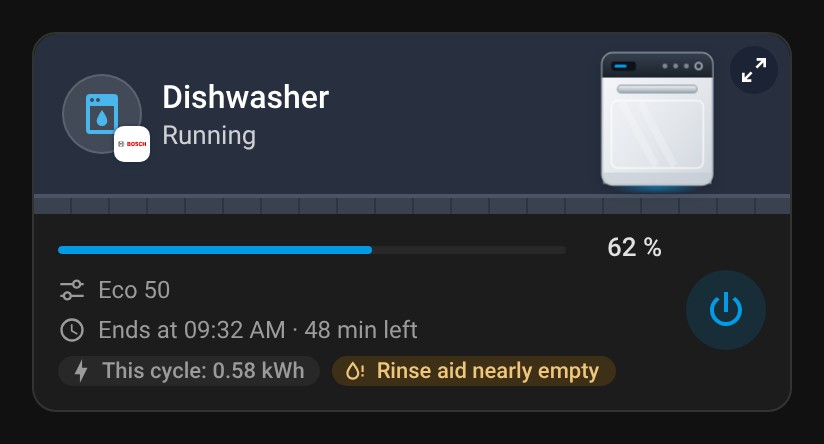 Dishwasher
Running
BOSCH
62 %
Eco 50
Ends at 09:32 AM · 48 min left
This cycle: 0.58 kWh
Rinse aid nearly empty